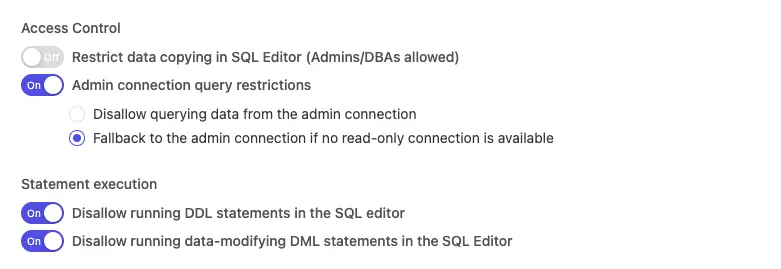 Access Control
Off Restrict data copying in SQL Editor (Admins/DBAs allowed)
On Admin connection query restrictions
Disallow querying data from the admin connection
Fallback to the admin connection if no read-only connection is available
Statement execution
On Disallow running DDL statements in the SQL editor
On Disallow running data-modifying DML statements in the SQL Editor